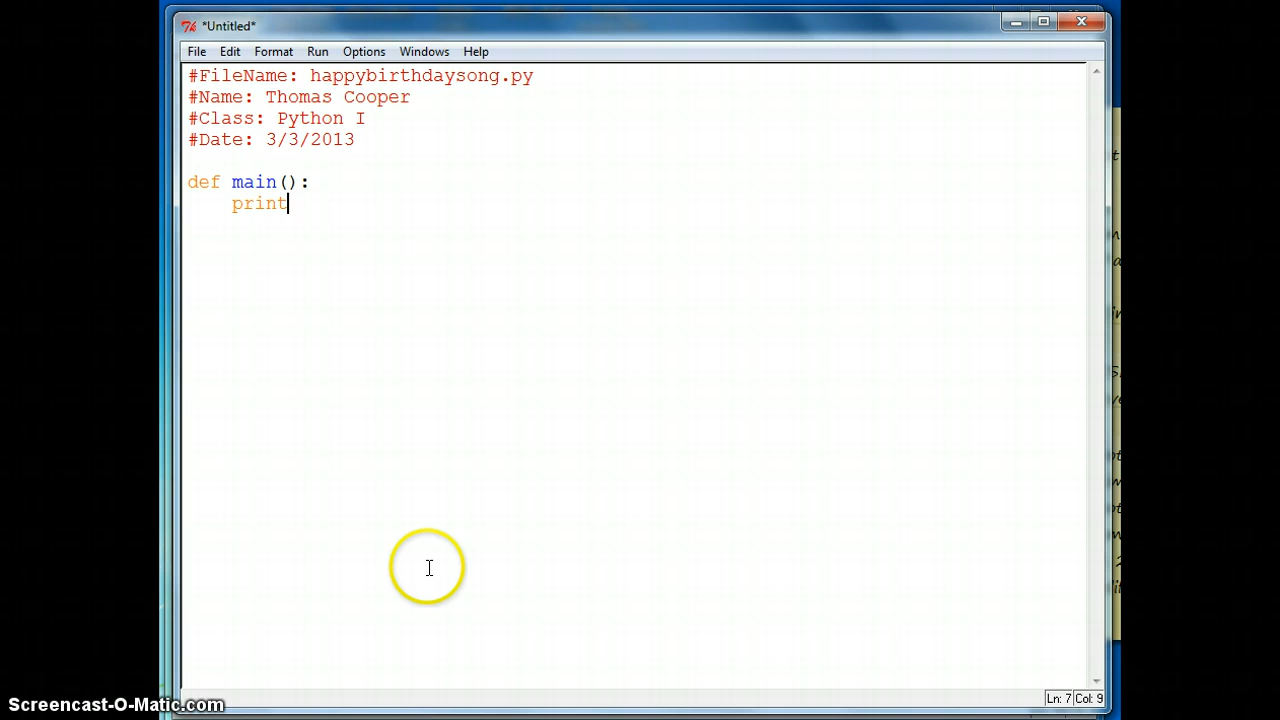 *Untitled*
File Edit Format Run Options Windows Help
#FileName: happybirthdaysong.py
#Name: Thomas Cooper
#Class: Python I
#Date: 3/3/2013
def main():
    print
Ln: 7 Col: 9
Screencast-O-Matic.com